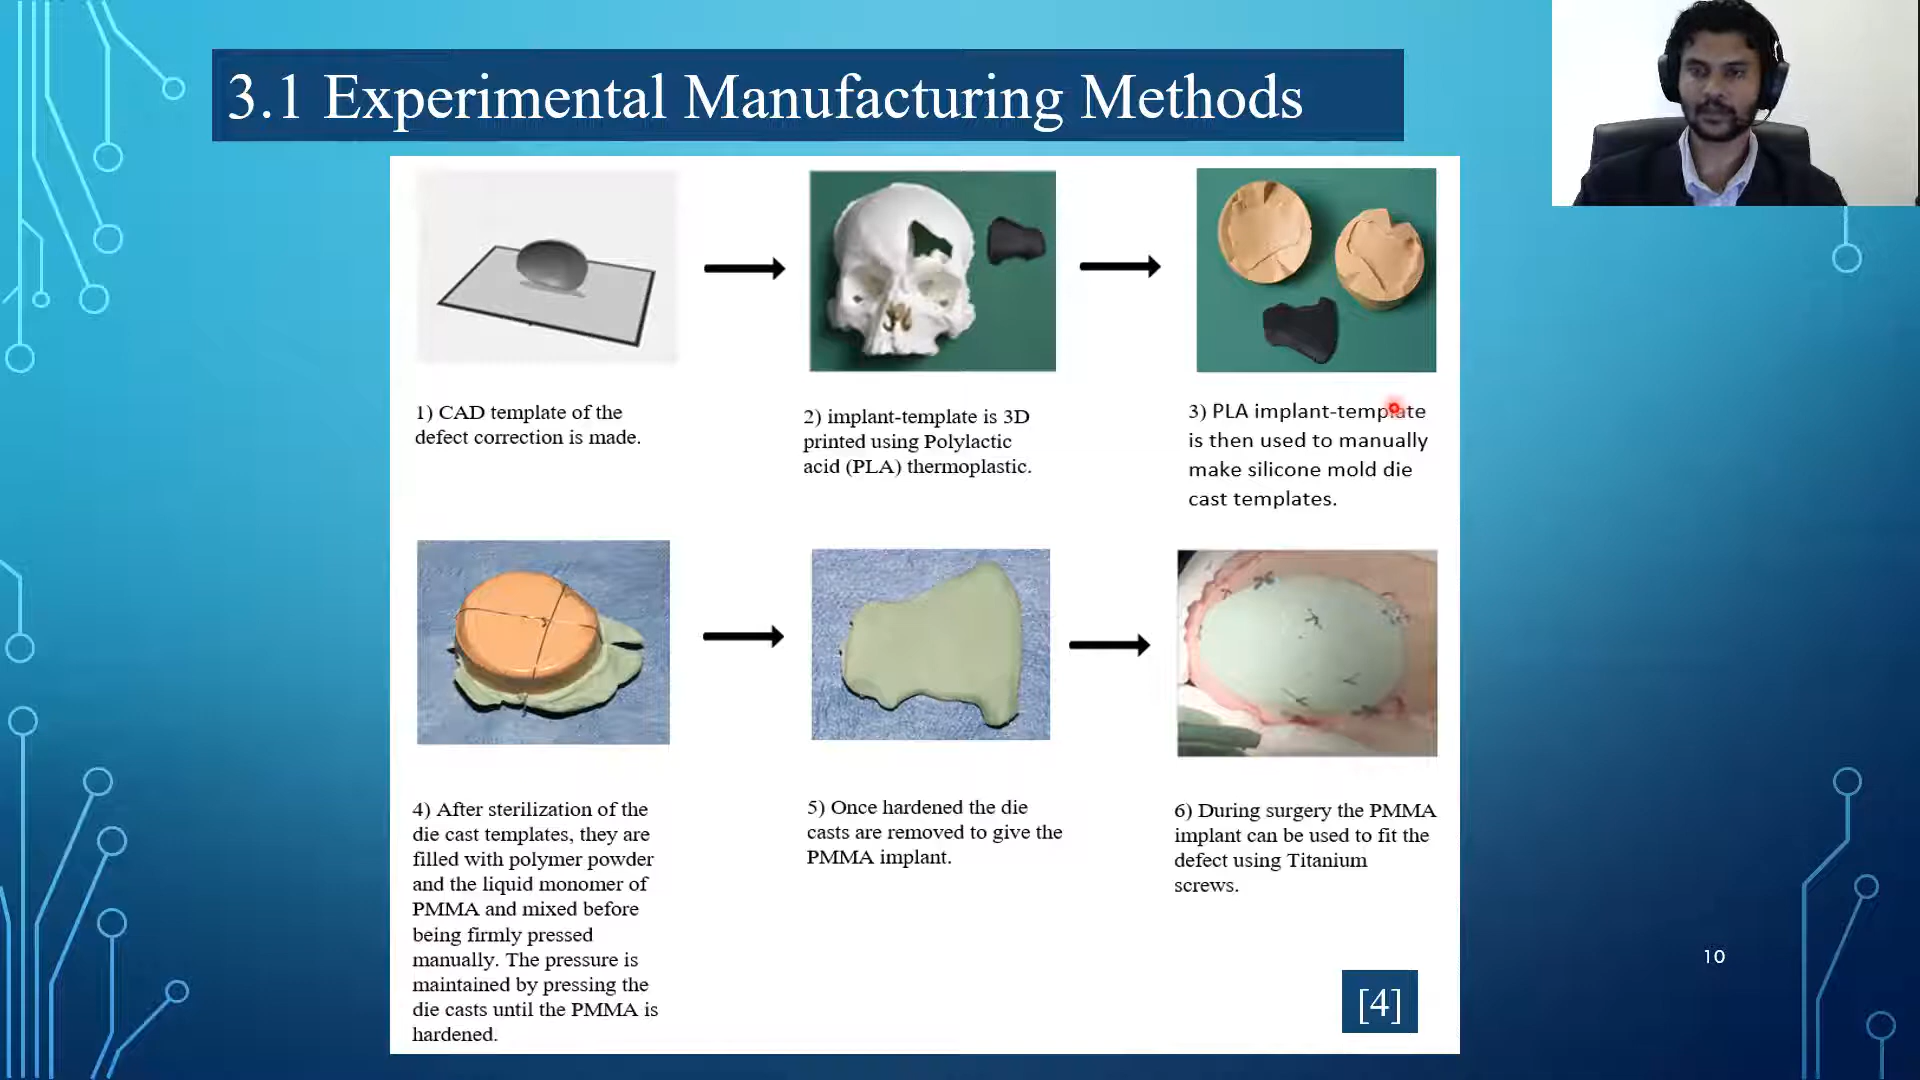 3.1 Experimental Manufacturing Methods
1) CAD template of the
defect correction is made.
2) implant-template is 3D
printed using Polylactic
acid (PLA) thermoplastic.
3) PLA implant-template
is then used to manually
make silicone mold die
cast templates.
4) After sterilization of the
die cast templates, they are
filled with polymer powder
and the liquid monomer of
PMMA and mixed before
being firmly pressed
manually. The pressure is
maintained by pressing the
die casts until the PMMA is
hardened.
5) Once hardened the die
casts are removed to give the
PMMA implant.
6) During surgery the PMMA
implant can be used to fit the
defect using Titanium
screws.
[4]
10